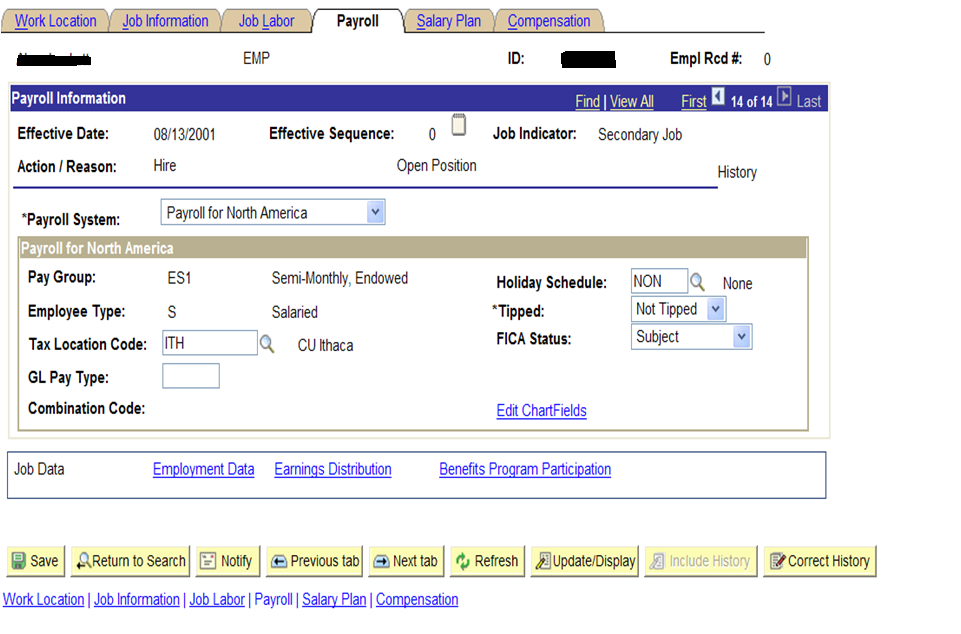 Work Location Job Information Job Labor Payroll Salary Plan Compensation
EMP ID: Empl Rcd #: 0
Payroll Information Find | View All First 14 of 14 Last
Effective Date: 08/13/2001 Effective Sequence: 0 Job Indicator: Secondary Job
Action / Reason: Hire Open Position
History
*Payroll System: Payroll for North America
Payroll for North America
Pay Group: ES1 Semi-Monthly, Endowed Holiday Schedule: NON None
Employee Type: S Salaried *Tipped: Not Tipped
Tax Location Code: ITH CU Ithaca FICA Status: Subject
GL Pay Type:
Combination Code: Edit ChartFields
Job Data Employment Data Earnings Distribution Benefits Program Participation
Save Return to Search Notify Previous tab Next tab Refresh Update/Display Include History Correct History
Work Location | Job Information | Job Labor | Payroll | Salary Plan | Compensation